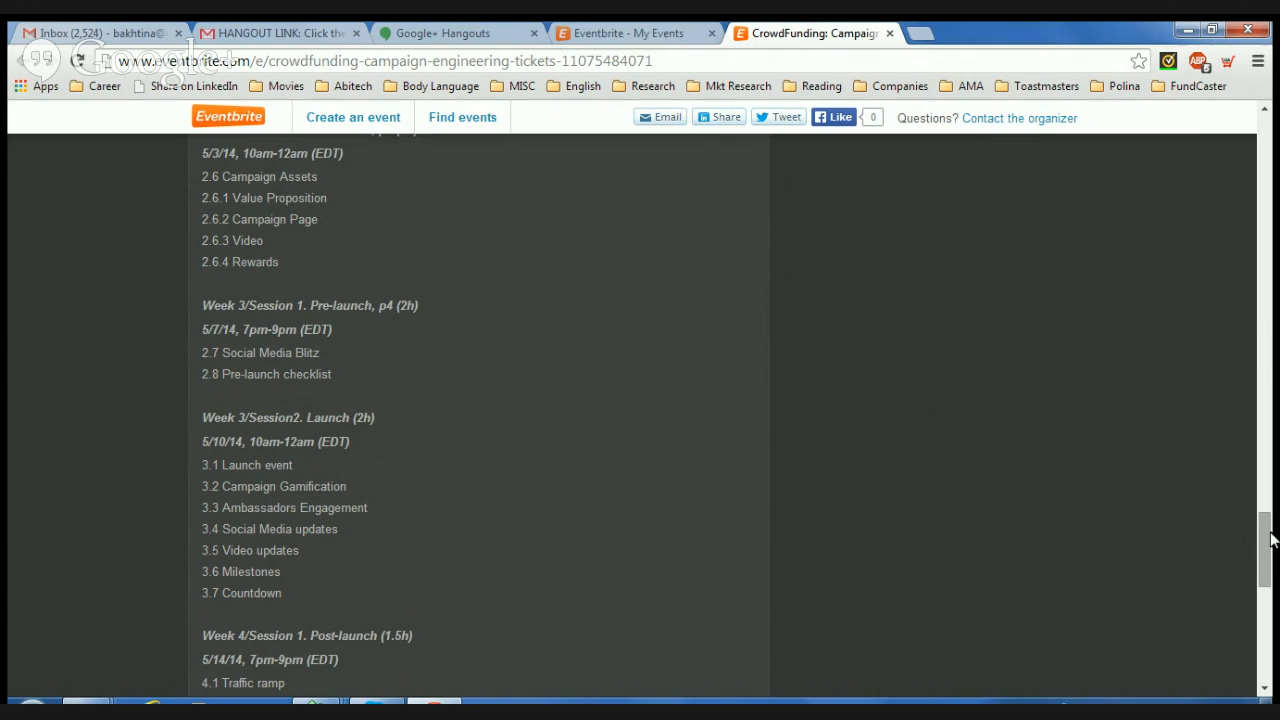 Inbox (2,524) - bakhtina@
HANGOUT LINK: Click the
Google+ Hangouts
Eventbrite - My Events
CrowdFunding: Campaign
Google+
www.eventbrite.com/e/crowdfunding-campaign-engineering-tickets-11075484071
ABP
5
Apps
Career
Share on LinkedIn
Movies
Abitech
Body Language
MISC
English
Research
Mkt Research
Reading
Companies
AMA
Toastmasters
Polina
FundCaster
Eventbrite
Create an event
Find events
Email
Share
Tweet
Like
0
Questions? Contact the organizer
5/3/14, 10am-12am (EDT)
2.6 Campaign Assets
2.6.1 Value Proposition
2.6.2 Campaign Page
2.6.3 Video
2.6.4 Rewards
Week 3/Session 1. Pre-launch, p4 (2h)
5/7/14, 7pm-9pm (EDT)
2.7 Social Media Blitz
2.8 Pre-launch checklist
Week 3/Session2. Launch (2h)
5/10/14, 10am-12am (EDT)
3.1 Launch event
3.2 Campaign Gamification
3.3 Ambassadors Engagement
3.4 Social Media updates
3.5 Video updates
3.6 Milestones
3.7 Countdown
Week 4/Session 1. Post-launch (1.5h)
5/14/14, 7pm-9pm (EDT)
4.1 Traffic ramp